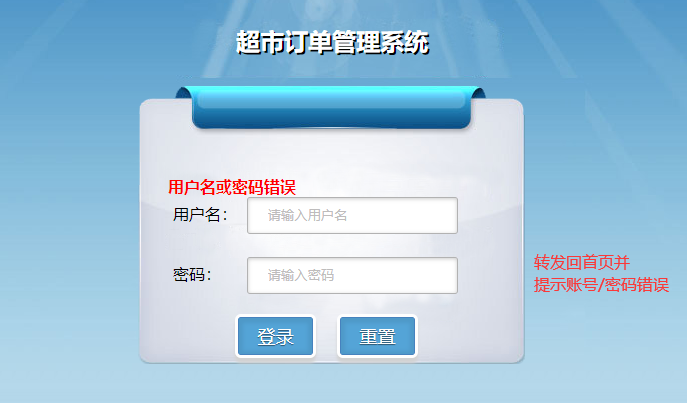 超市订单管理系统
用户名或密码错误
用户名： 请输入用户名
密码： 请输入密码
转发回首页并
提示账号/密码错误
登录 重置